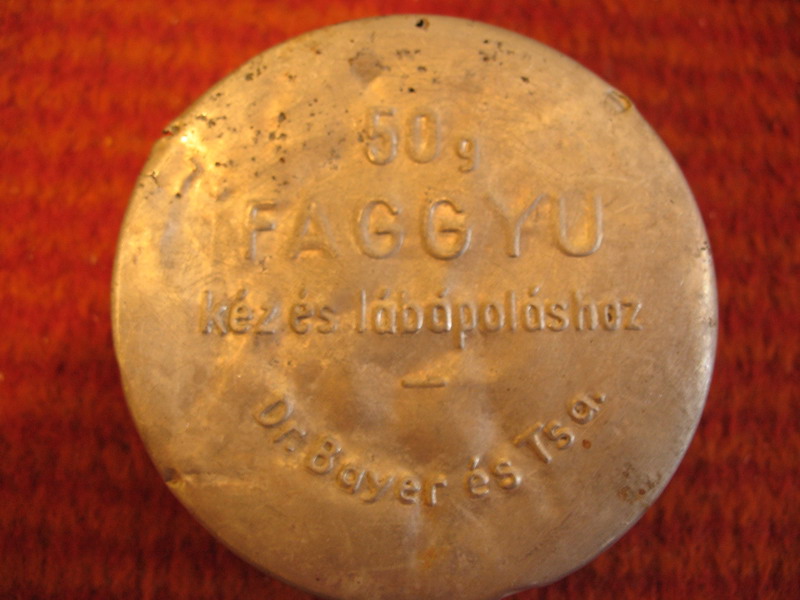 50g
FAGGYU
kéz és lábápoláshoz
—
Dr. Bayer és Tsa.